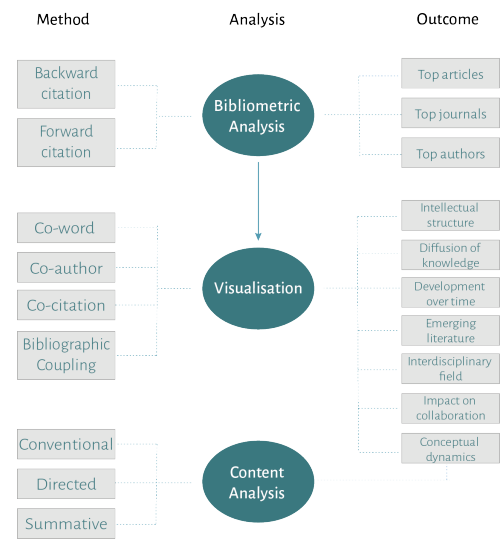 Method
Analysis
Outcome
Backward
citation
Forward
citation
Bibliometric
Analysis
Top articles
Top journals
Top authors
Co-word
Co-author
Co-citation
Bibliographic
Coupling
Visualisation
Intellectual
structure
Diffusion of
knowledge
Development
over time
Emerging
literature
Interdisciplinary
field
Impact on
collaboration
Conceptual
dynamics
Conventional
Directed
Summative
Content
Analysis